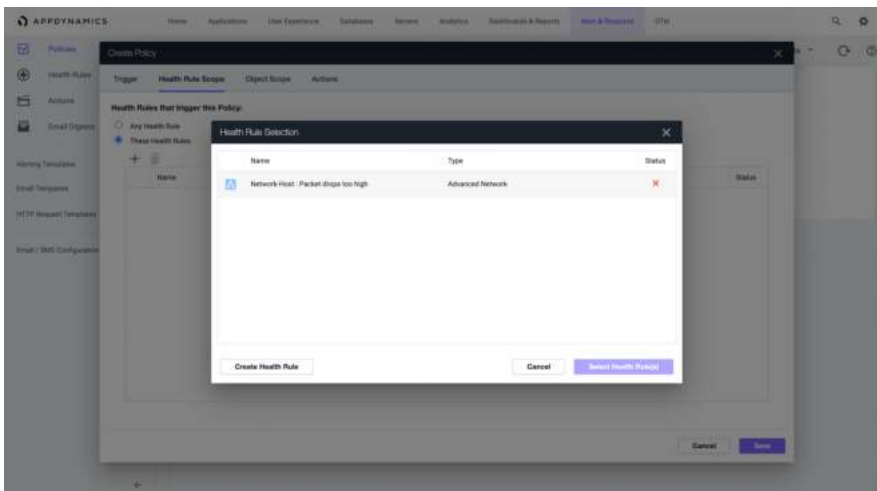 APPDYNAMICS
Home Applications User Experience Databases Servers Analytics Dashboards & Reports Alert & Respond OTel
Policies
Health Rules
Actions
Email Digests
Alerting Templates
Email Templates
HTTP Request Templates
Email / SMS Configuration
Create Policy
Trigger Health Rule Scope Object Scope Actions
Health Rules that trigger this Policy:
Any Health Rule
These Health Rules
Name Status
Health Rule Selection
Name Type Status
Network-Host : Packet drops too high Advanced Network
Create Health Rule Cancel Select Health Rule(s)
Cancel Save